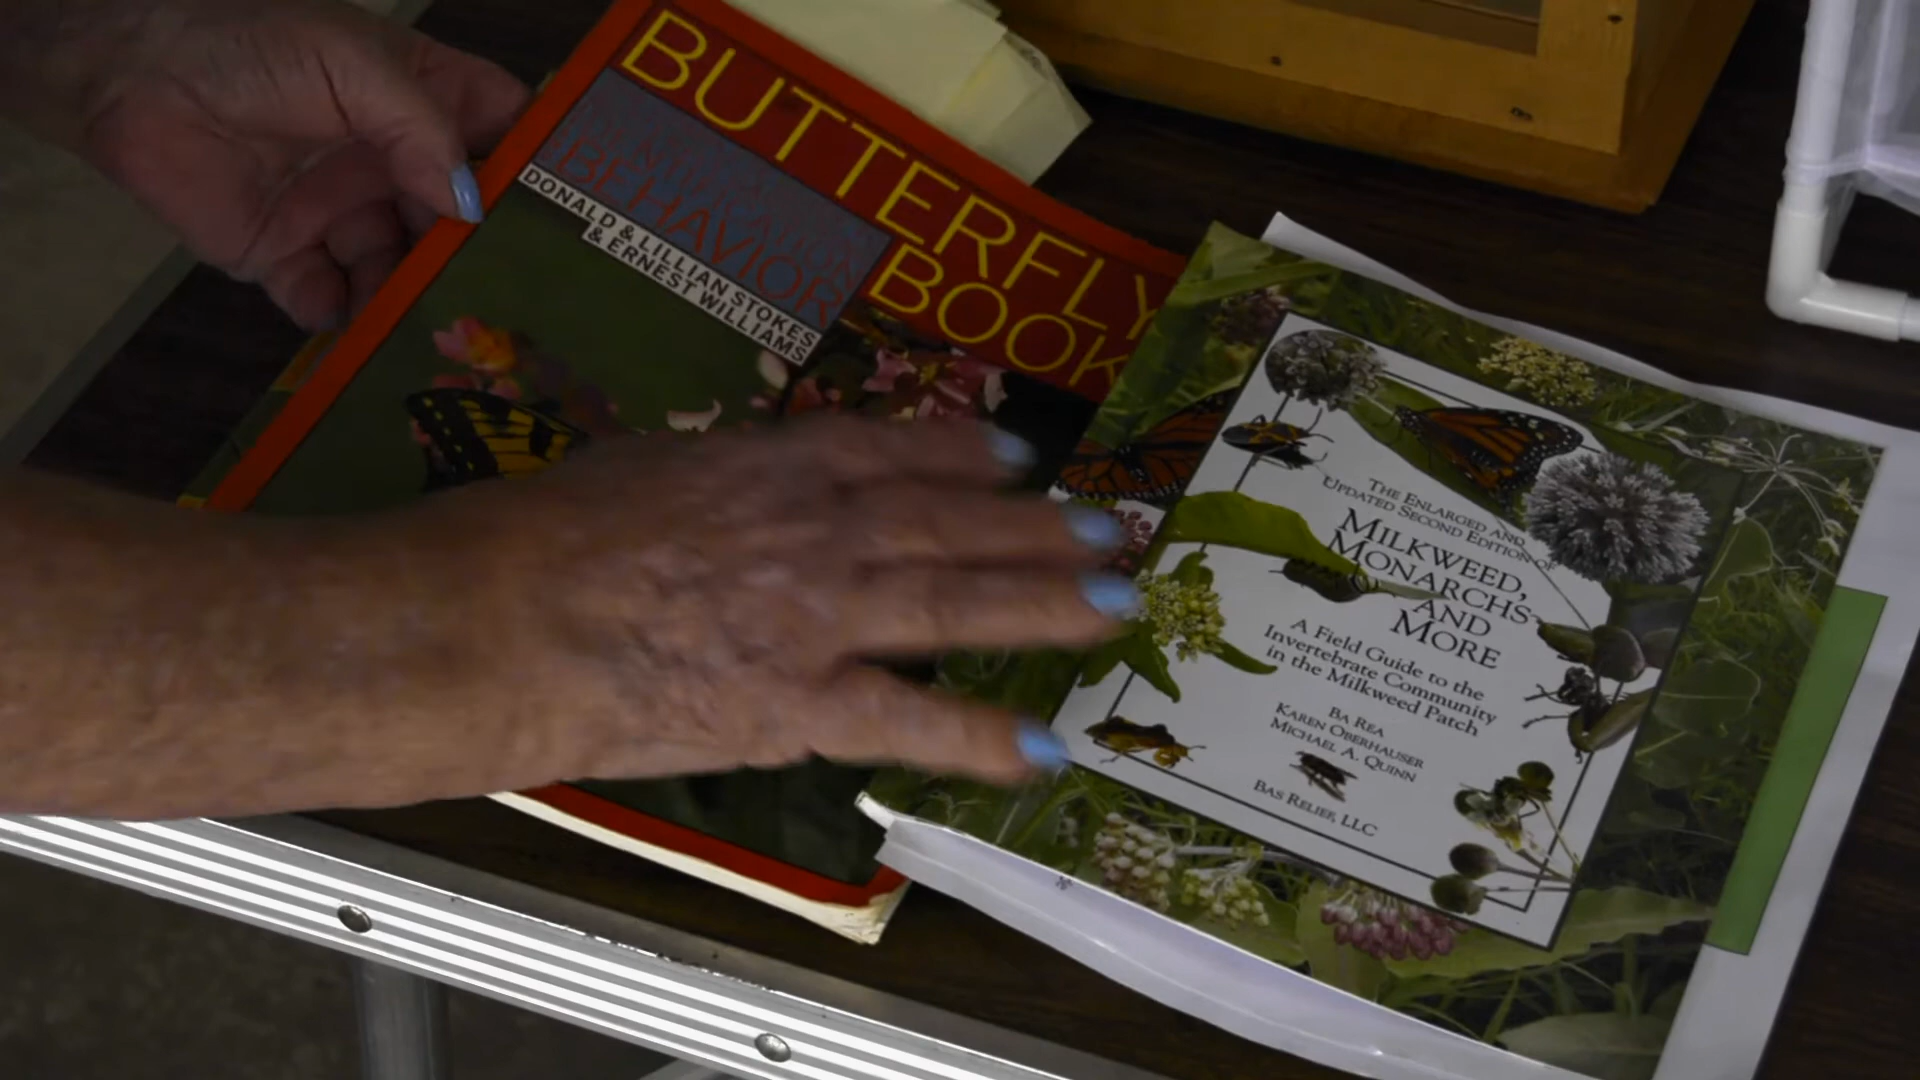 BUTTERFLY
BOOK
IDENTIFICATION
& BEHAVIOR
DONALD & LILLIAN STOKES
& ERNEST WILLIAMS
THE ENLARGED AND
UPDATED SECOND EDITION OF
MILKWEED,
MONARCHS
AND
MORE
A Field Guide to the
Invertebrate Community
in the Milkweed Patch
BA REA
KAREN OBERHAUSER
MICHAEL A. QUINN
BAS RELIEF, LLC